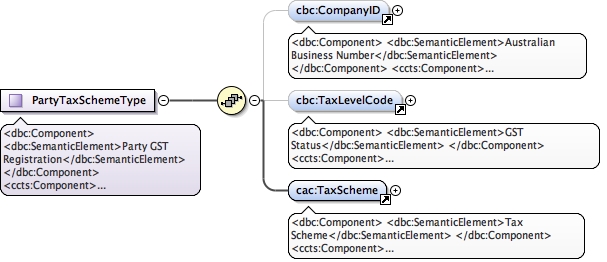 cbc:CompanyID
<dbc:Component> <dbc:SemanticElement>Australian
Business Number</dbc:SemanticElement>
</dbc:Component> <ccts:Component>...
PartyTaxSchemeType
<dbc:Component>
<dbc:SemanticElement>Party GST
Registration</dbc:SemanticElement>
</dbc:Component>
<ccts:Component>...
cbc:TaxLevelCode
<dbc:Component> <dbc:SemanticElement>GST
Status</dbc:SemanticElement> </dbc:Component>
<ccts:Component>...
cac:TaxScheme
<dbc:Component> <dbc:SemanticElement>Tax
Scheme</dbc:SemanticElement> </dbc:Component>
<ccts:Component>...